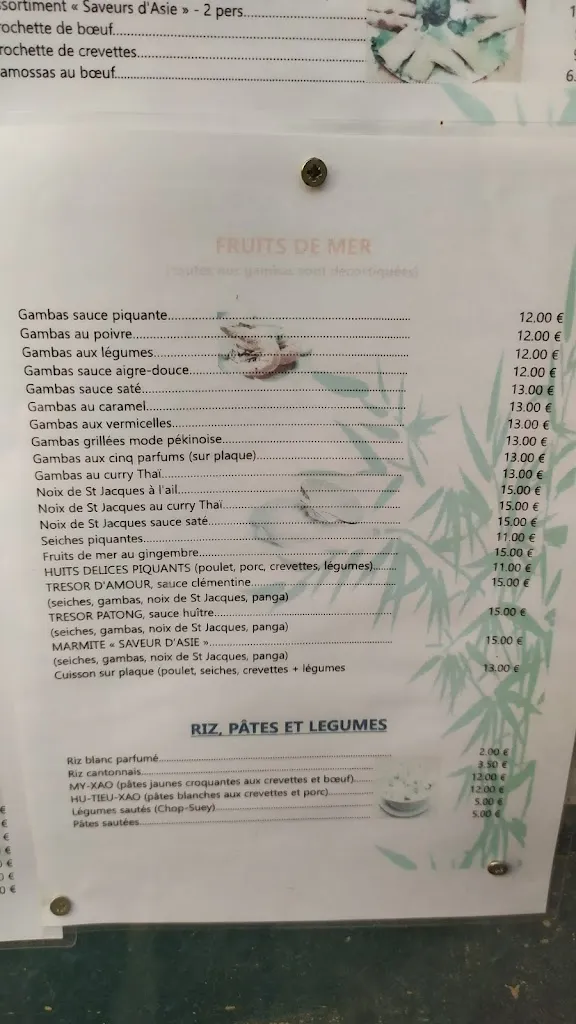 ssortiment « Saveurs d'Asie » - 2 pers.
rochette de bœuf
rochette de crevettes
amossas au bœuf 6.
FRUITS DE MER
(toutes nos gambas sont décortiquées)
Gambas sauce piquante 12.00 €
Gambas au poivre 12.00 €
Gambas aux légumes 12.00 €
Gambas sauce aigre-douce 12.00 €
Gambas sauce saté 13.00 €
Gambas au caramel 13.00 €
Gambas aux vermicelles 13.00 €
Gambas grillées mode pékinoise 13.00 €
Gambas aux cinq parfums (sur plaque) 13.00 €
Gambas au curry Thaï 13.00 €
Noix de St Jacques à l'ail 15.00 €
Noix de St Jacques au curry Thaï 15.00 €
Noix de St Jacques sauce saté 15.00 €
Seiches piquantes 11.00 €
Fruits de mer au gingembre 15.00 €
HUITS DELICES PIQUANTS (poulet, porc, crevettes, légumes) 11.00 €
TRESOR D'AMOUR, sauce clémentine 15.00 €
(seiches, gambas, noix de St Jacques, panga)
TRESOR PATONG, sauce huître 15.00 €
(seiches, gambas, noix de St Jacques, panga)
MARMITE « SAVEUR D'ASIE » 15.00 €
(seiches, gambas, noix de St Jacques, panga)
Cuisson sur plaque (poulet, seiches, crevettes + légumes 13.00 €
RIZ, PÂTES ET LEGUMES
Riz blanc parfumé 2.00 €
Riz cantonnais 3.50 €
MY-XAO (pâtes jaunes croquantes aux crevettes et bœuf) 12.00 €
HU-TIEU-XAO (pâtes blanches aux crevettes et porc) 12.00 €
Légumes sautés (Chop-Suey) 5.00 €
Pâtes sautées 5.00 €